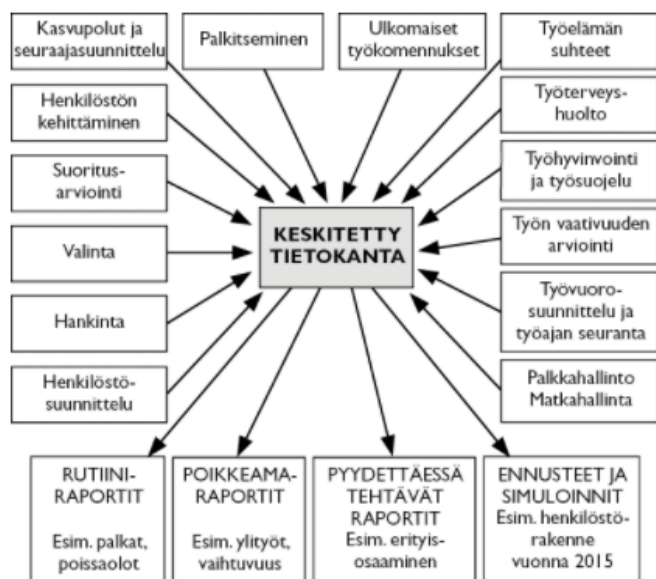 Kasvupolut ja
seuraajasuunnittelu
Palkitseminen
Ulkomaiset
työkomennukset
Työelämän
suhteet
Henkilöstön
kehittäminen
Työterveys-
huolto
Suoritus-
arviointi
Työhyvinvointi
ja työsuojelu
KESKITETTY
TIETOKANTA
Valinta
Työn vaativuuden
arviointi
Hankinta
Työvuoro-
suunnittelu ja
työajan seuranta
Henkilöstö-
suunnittelu
Palkkahallinto
Matkahallinta
RUTIINI-
RAPORTIT
Esim. palkat,
poissaolot
POIKKEAMA-
RAPORTIT
Esim. ylityöt,
vaihtuvuus
PYYDETTÄESSÄ
TEHTÄVÄT
RAPORTIT
Esim. erityis-
osaaminen
ENNUSTEET JA
SIMULOINNIT
Esim. henkilöstö-
rakenne
vuonna 2015